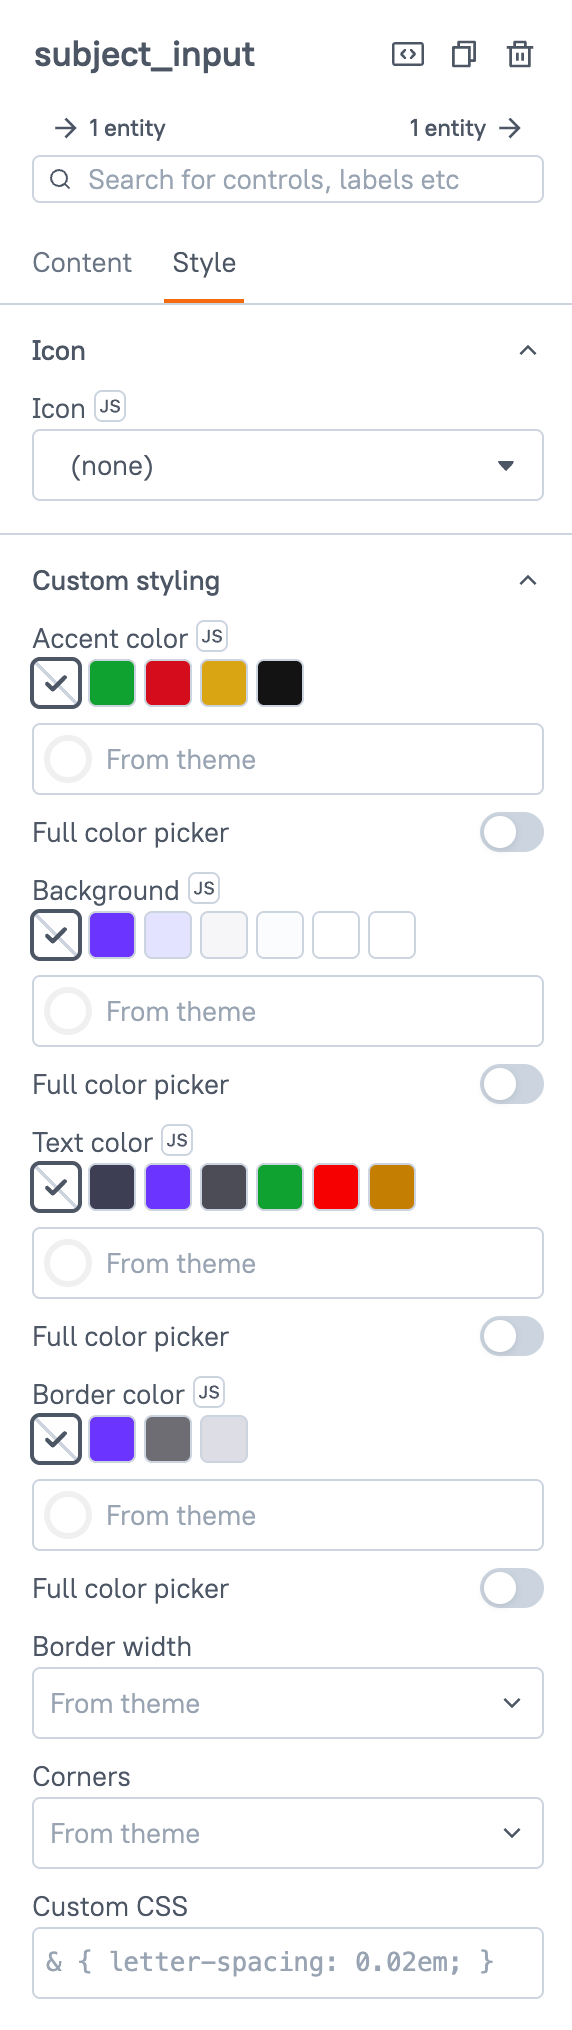 subject_input
1 entity
1 entity
Search for controls, labels etc
Content
Style
Icon
Icon JS
(none)
Custom styling
Accent color JS
From theme
Full color picker
Background JS
From theme
Full color picker
Text color JS
From theme
Full color picker
Border color JS
From theme
Full color picker
Border width
From theme
Corners
From theme
Custom CSS
& { letter-spacing: 0.02em; }